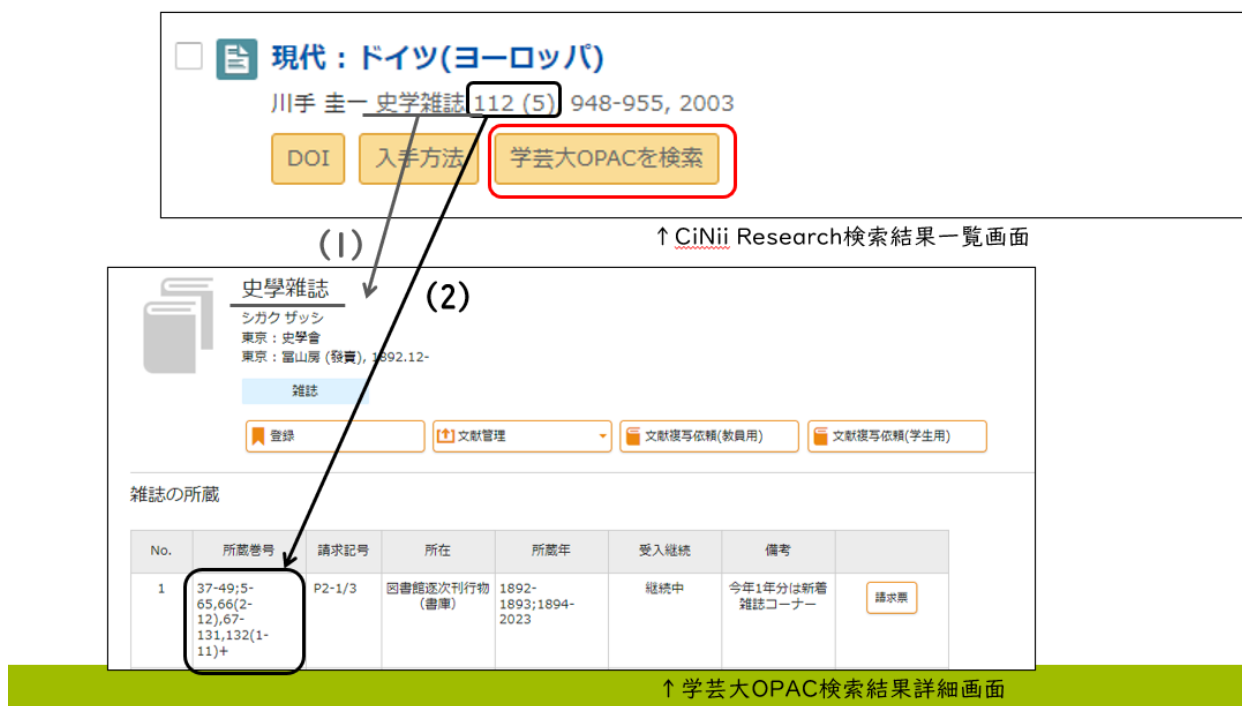 現代：ドイツ(ヨーロッパ)
川手 圭一 史学雑誌 112 (5) 948-955, 2003
DOI 入手方法 学芸大OPACを検索
↑CiNii Research検索結果一覧画面
(1)
(2)
史學雜誌
シガク ザッシ
東京：史學會
東京：冨山房 (發賣), 1892.12-
雑誌
登録 文献管理 文献複写依頼(教員用) 文献複写依頼(学生用)
雑誌の所蔵
No. 所蔵巻号 請求記号 所在 所蔵年 受入継続 備考
1 37-49;5- P2-1/3 図書館逐次刊行物 1892- 継続中 今年1年分は新着 請求票
65,66(2- (書庫) 1893;1894- 雑誌コーナー
12),67- 2023
131,132(1-
11)+
↑学芸大OPAC検索結果詳細画面